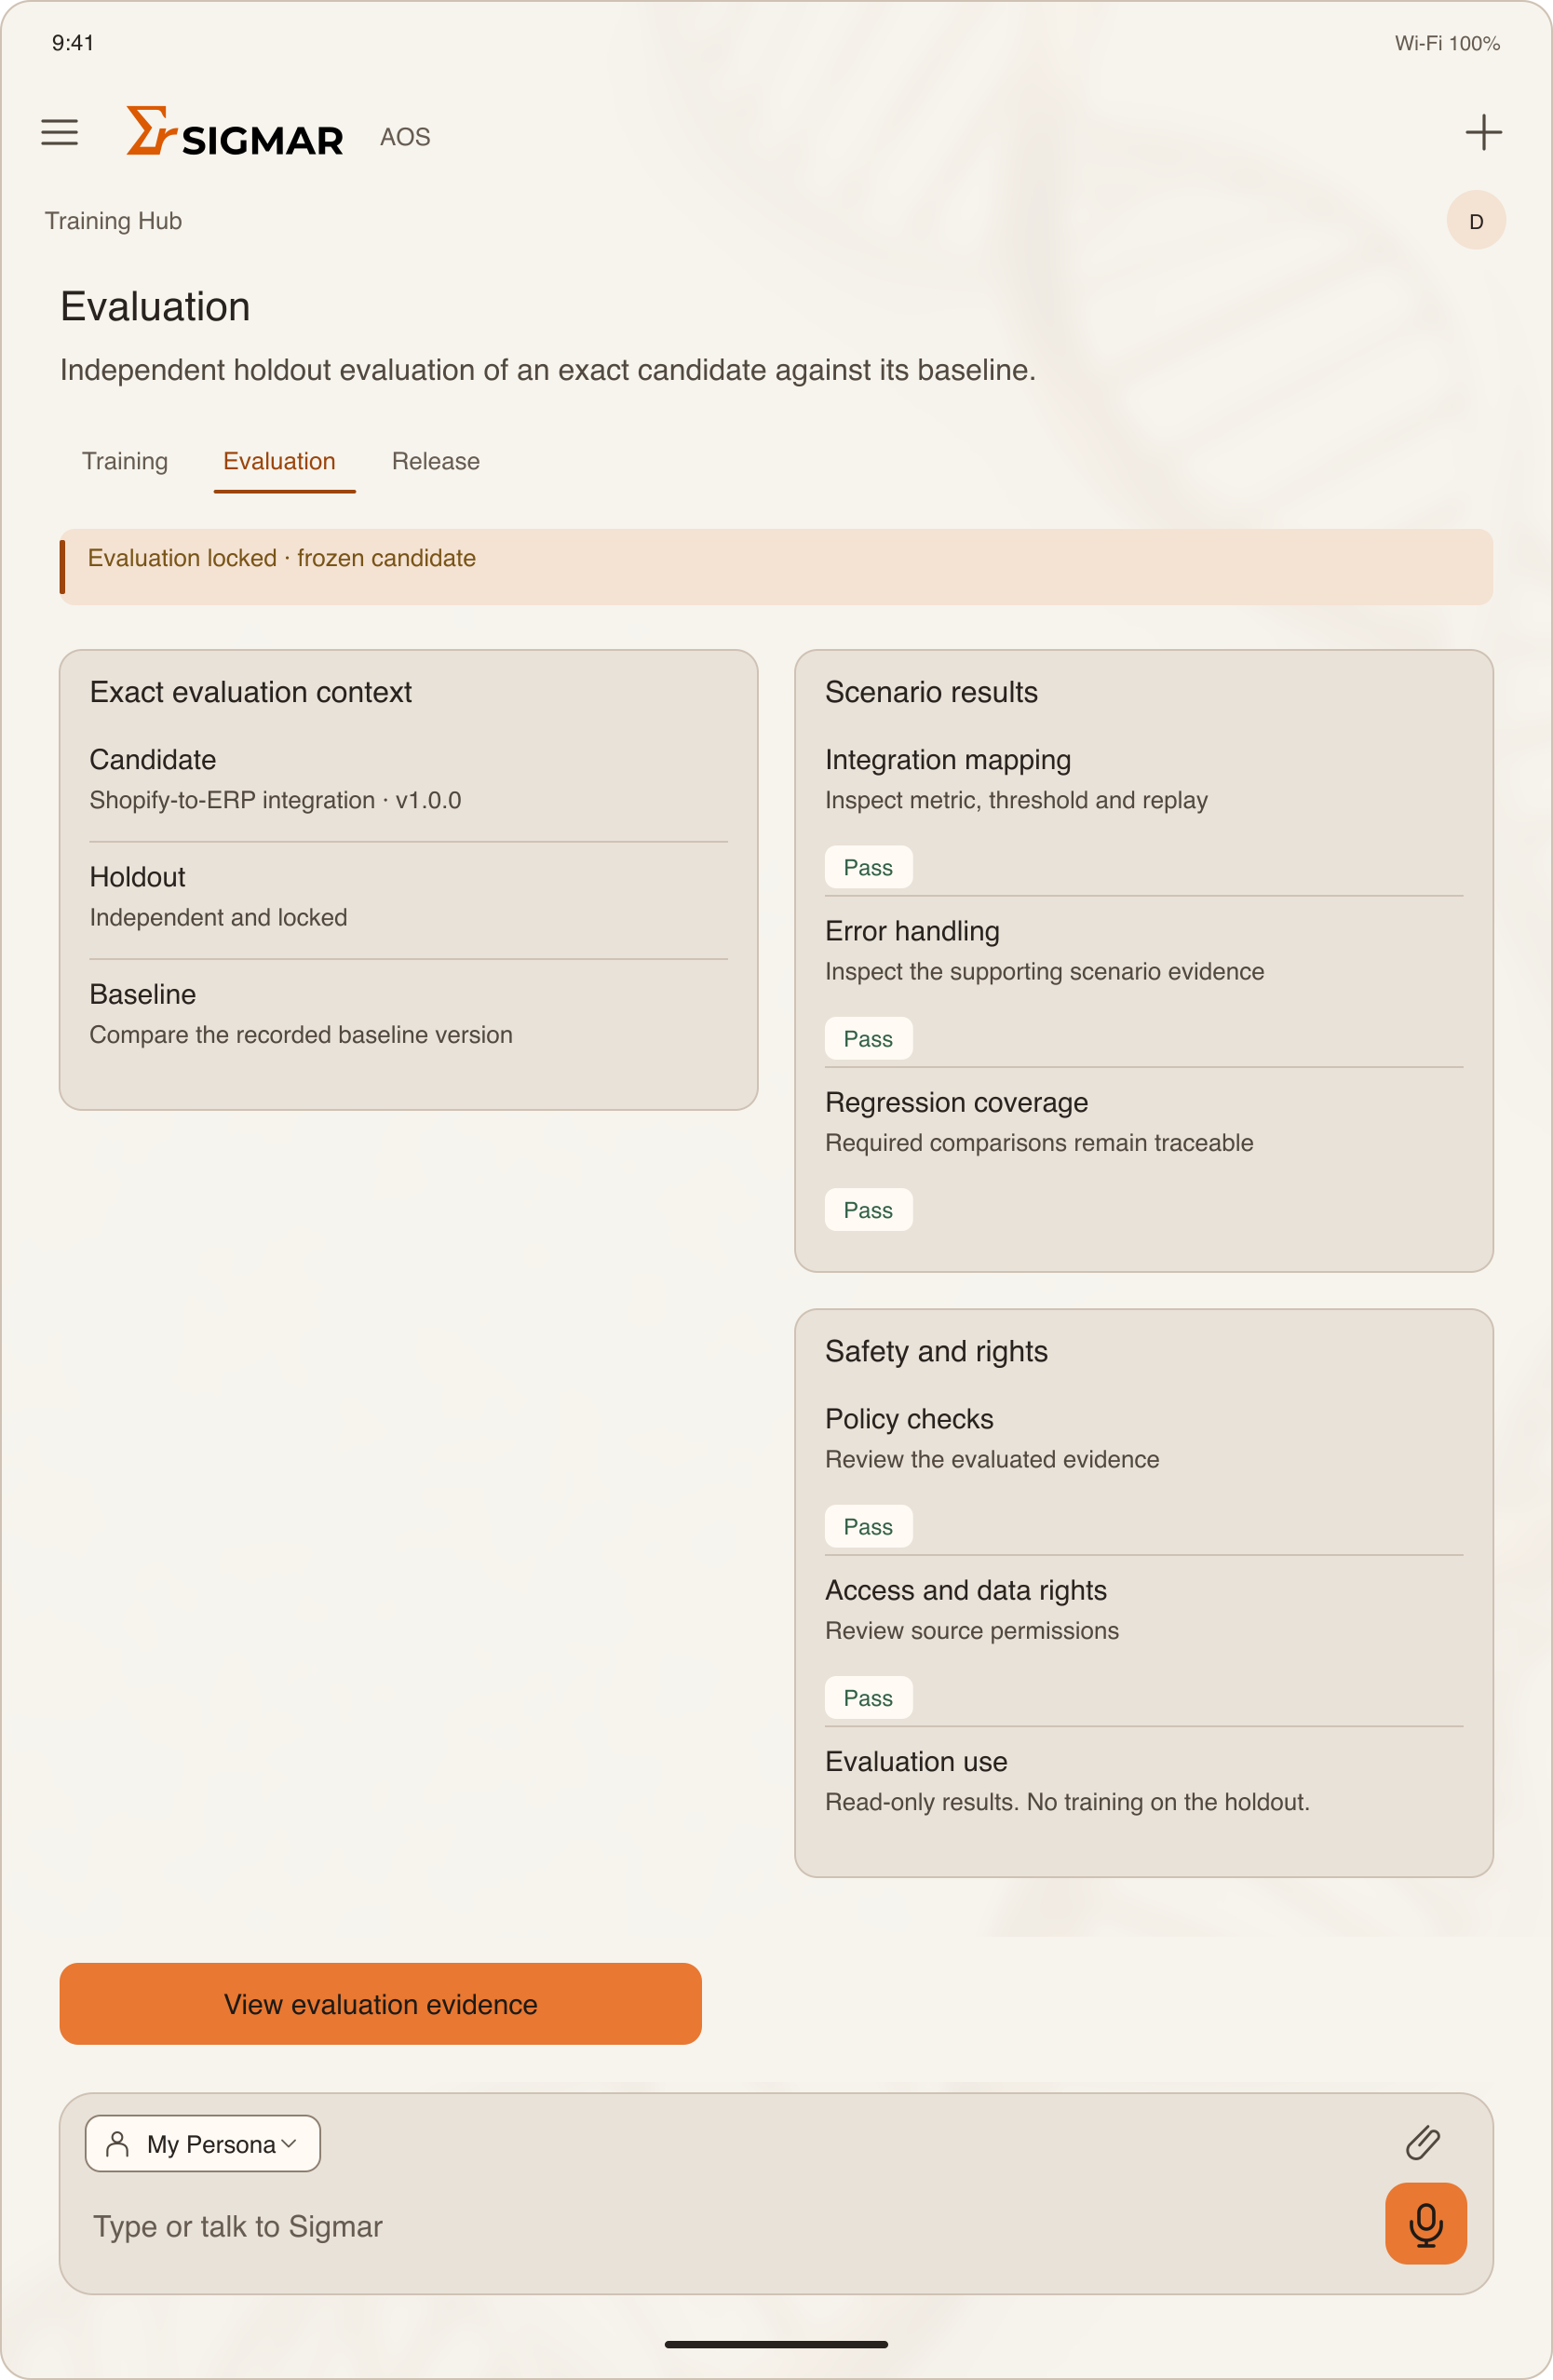 9:41
Wi-Fi 100%
Σr SIGMAR AOS
Training Hub
D
Evaluation
Independent holdout evaluation of an exact candidate against its baseline.
Training
Evaluation
Release
Evaluation locked · frozen candidate
Exact evaluation context
Candidate
Shopify-to-ERP integration · v1.0.0
Holdout
Independent and locked
Baseline
Compare the recorded baseline version
Scenario results
Integration mapping
Inspect metric, threshold and replay
Pass
Error handling
Inspect the supporting scenario evidence
Pass
Regression coverage
Required comparisons remain traceable
Pass
Safety and rights
Policy checks
Review the evaluated evidence
Pass
Access and data rights
Review source permissions
Pass
Evaluation use
Read-only results. No training on the holdout.
View evaluation evidence
My Persona
Type or talk to Sigmar